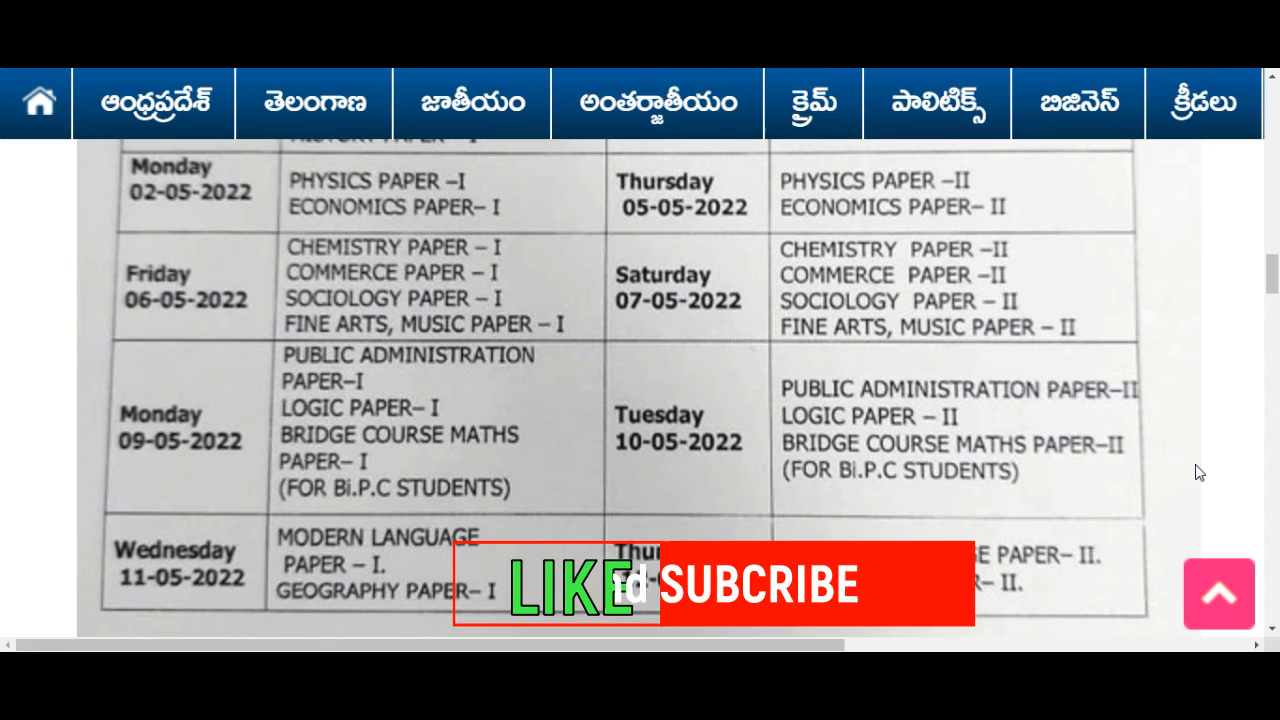 ఆంధ్రప్రదేశ్ తెలంగాణ జాతీయం అంతర్జాతీయం క్రైమ్ పాలిటిక్స్ బిజినెస్ క్రీడలు
Monday
02-05-2022
PHYSICS PAPER –I
ECONOMICS PAPER– I
Thursday
05-05-2022
PHYSICS PAPER –II
ECONOMICS PAPER– II
Friday
06-05-2022
CHEMISTRY PAPER – I
COMMERCE PAPER – I
SOCIOLOGY PAPER – I
FINE ARTS, MUSIC PAPER – I
Saturday
07-05-2022
CHEMISTRY PAPER –II
COMMERCE PAPER –II
SOCIOLOGY PAPER – II
FINE ARTS, MUSIC PAPER – II
Monday
09-05-2022
PUBLIC ADMINISTRATION
PAPER–I
LOGIC PAPER– I
BRIDGE COURSE MATHS
PAPER– I
(FOR Bi.P.C STUDENTS)
Tuesday
10-05-2022
PUBLIC ADMINISTRATION PAPER–II
LOGIC PAPER – II
BRIDGE COURSE MATHS PAPER–II
(FOR Bi.P.C STUDENTS)
Wednesday
11-05-2022
MODERN LANGUAGE
PAPER – I.
GEOGRAPHY PAPER– I
PAPER– II.
– II.
LIKE SUBCRIBE